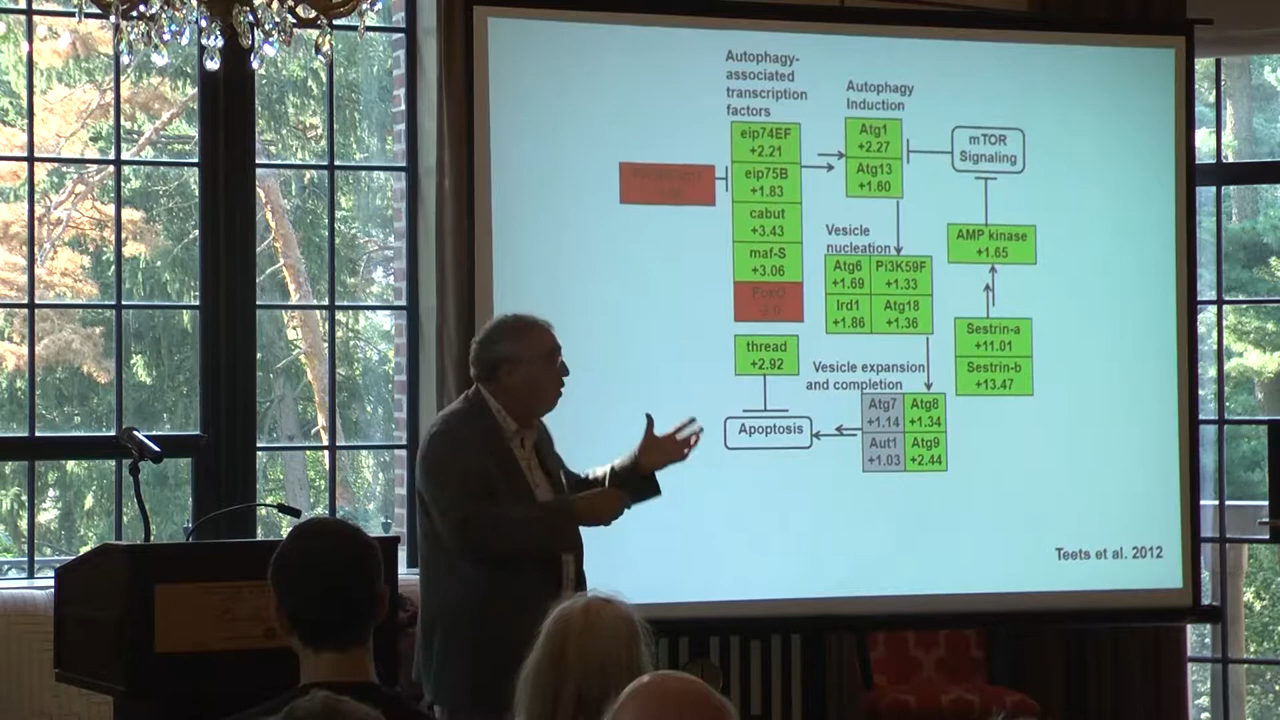 Autophagy-
associated
transcription
factors
eip74EF
+2.21
eip75B
+1.83
cabut
+3.43
maf-S
+3.06
FoxO
thread
+2.92
Apoptosis
Autophagy
Induction
Atg1
+2.27
Atg13
+1.60
mTOR
Signaling
AMP kinase
+1.65
Sestrin-a
+11.01
Sestrin-b
+13.47
Vesicle
nucleation
Atg6 Pi3K59F
+1.69 +1.33
Ird1 Atg18
+1.86 +1.36
Vesicle expansion
and completion
Atg7 Atg8
+1.14 +1.34
Aut1 Atg9
+1.03 +2.44
Teets et al. 2012